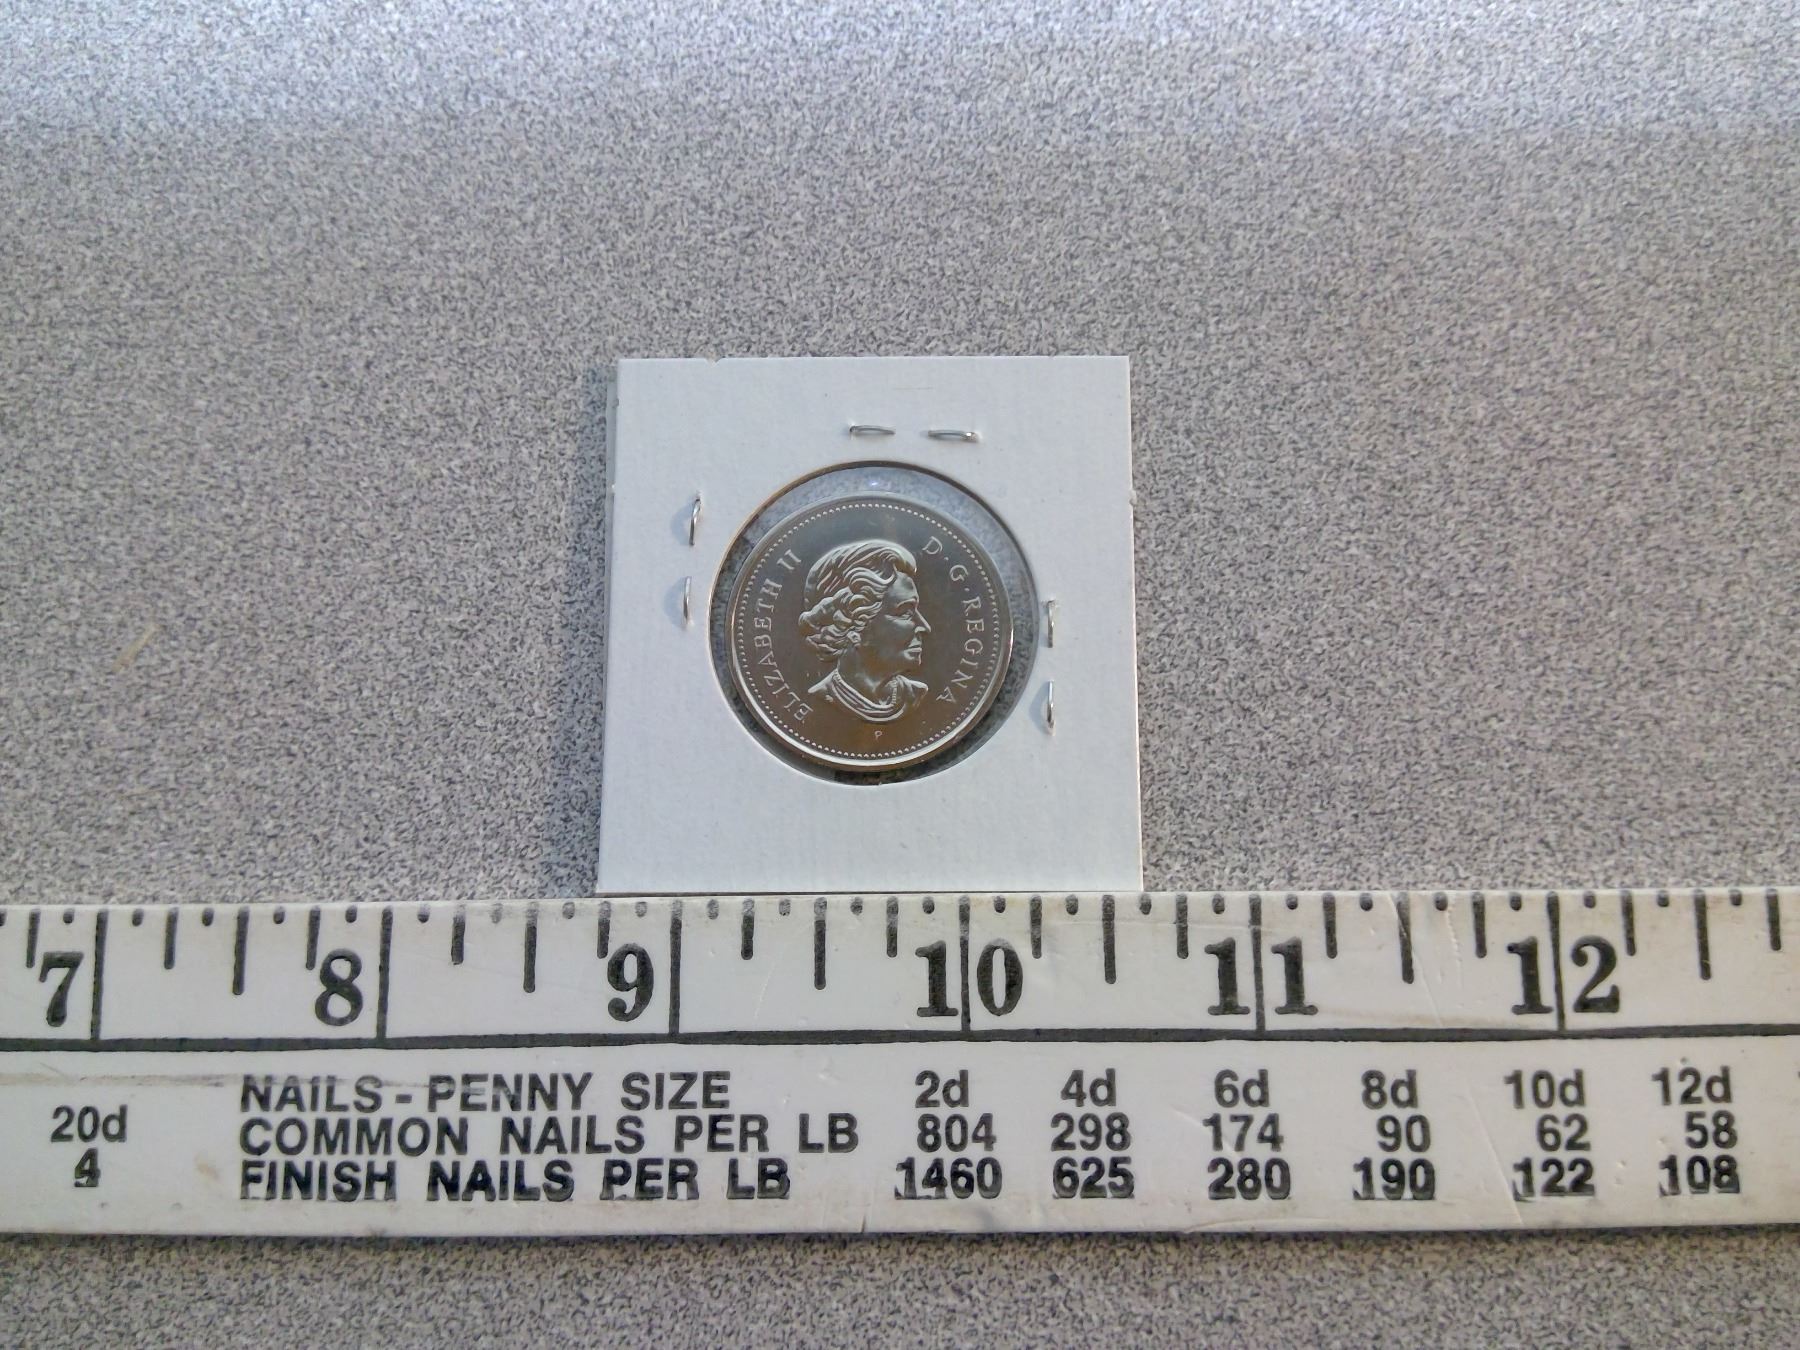 ELIZABETH II D·G·REGINA
P
7 8 9 10 11 12
NAILS - PENNY SIZE 2d 4d 6d 8d 10d 12d
20d COMMON NAILS PER LB 804 298 174 90 62 58
4 FINISH NAILS PER LB 1460 625 280 190 122 108